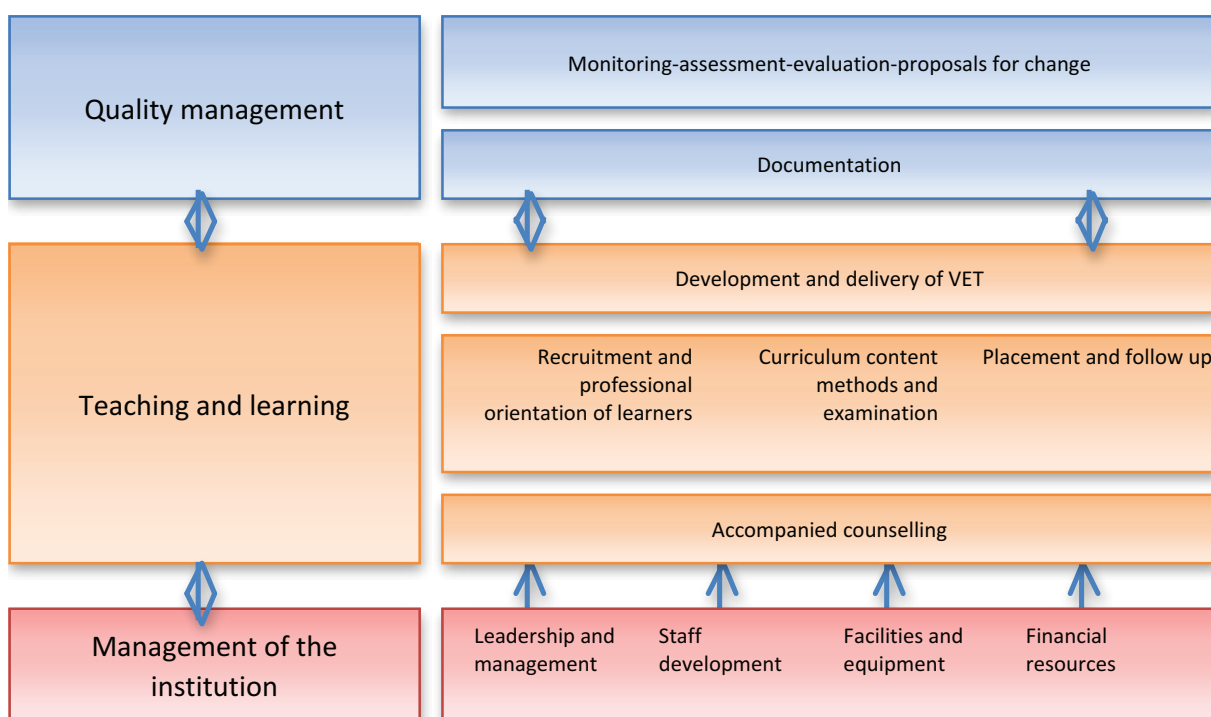 Quality management
Monitoring-assessment-evaluation-proposals for change
Documentation
Teaching and learning
Development and delivery of VET
Recruitment and
professional
orientation of learners
Curriculum content
methods and
examination
Placement and follow up
Accompanied counselling
Management of the
institution
Leadership and
management
Staff
development
Facilities and
equipment
Financial
resources